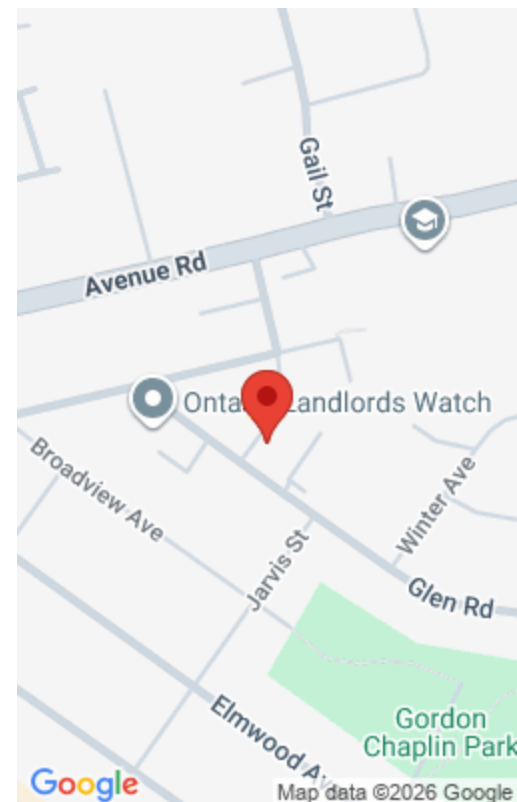 Gail St
Avenue Rd
Landlords Watch
Broadview Ave
Winter Ave
Jarvis St
Glen Rd
Elmwood
Gordon
Chaplin Park
Google
Map data ©2026 Google